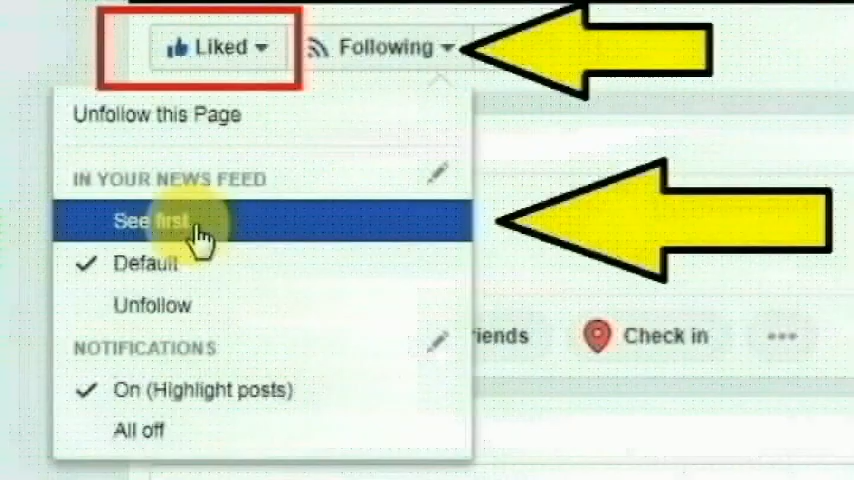 Liked Following
Unfollow this Page
IN YOUR NEWS FEED
See first
Default
Unfollow
riends Check in
NOTIFICATIONS
On (Highlight posts)
All off